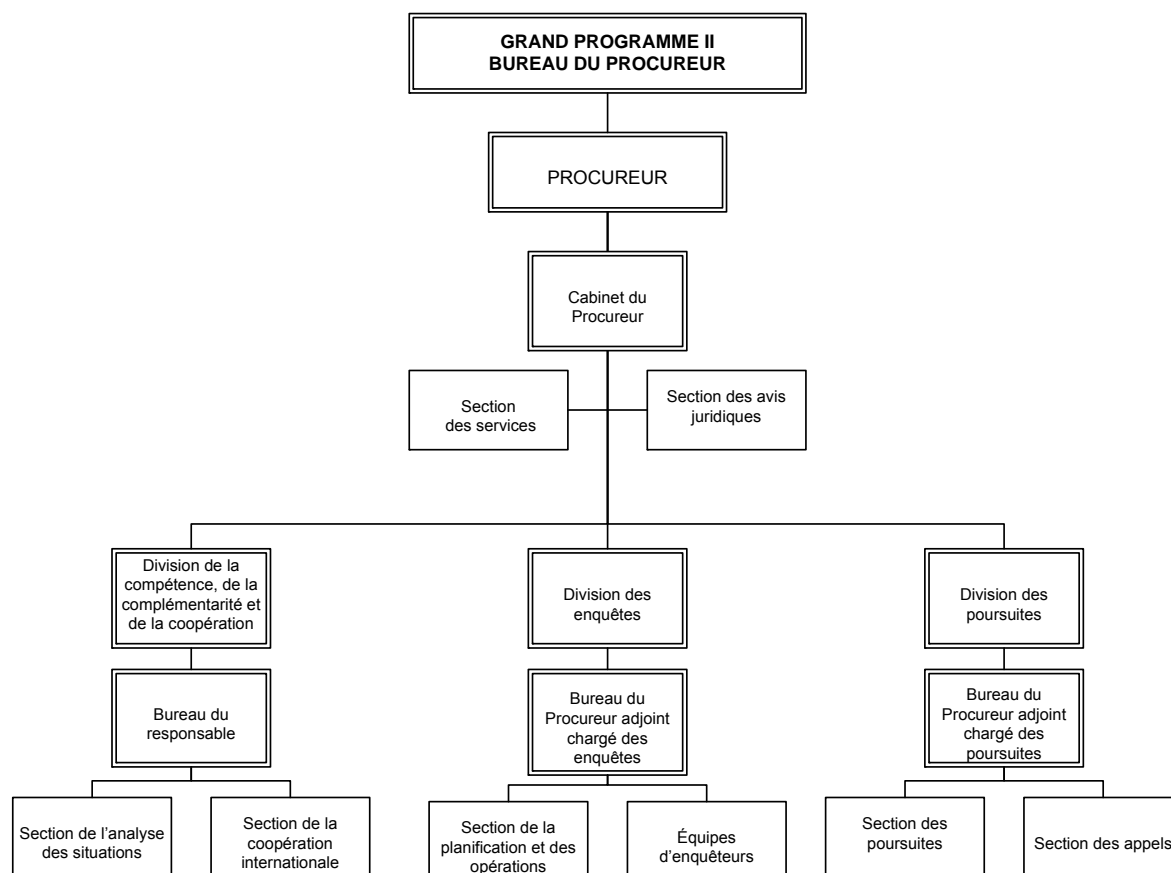 GRAND PROGRAMME II
BUREAU DU PROCUREUR
PROCUREUR
Cabinet du
Procureur
Section
des services
Section des avis
juridiques
Division de la
compétence, de la
complémentarité et
de la coopération
Division des
enquêtes
Division des
poursuites
Bureau du
responsable
Bureau du
Procureur adjoint
chargé des
enquêtes
Bureau du
Procureur adjoint
chargé des
poursuites
Section de l’analyse
des situations
Section de la
coopération
internationale
Section de la
planification et des
opérations
Équipes
d’enquêteurs
Section des
poursuites
Section des appels